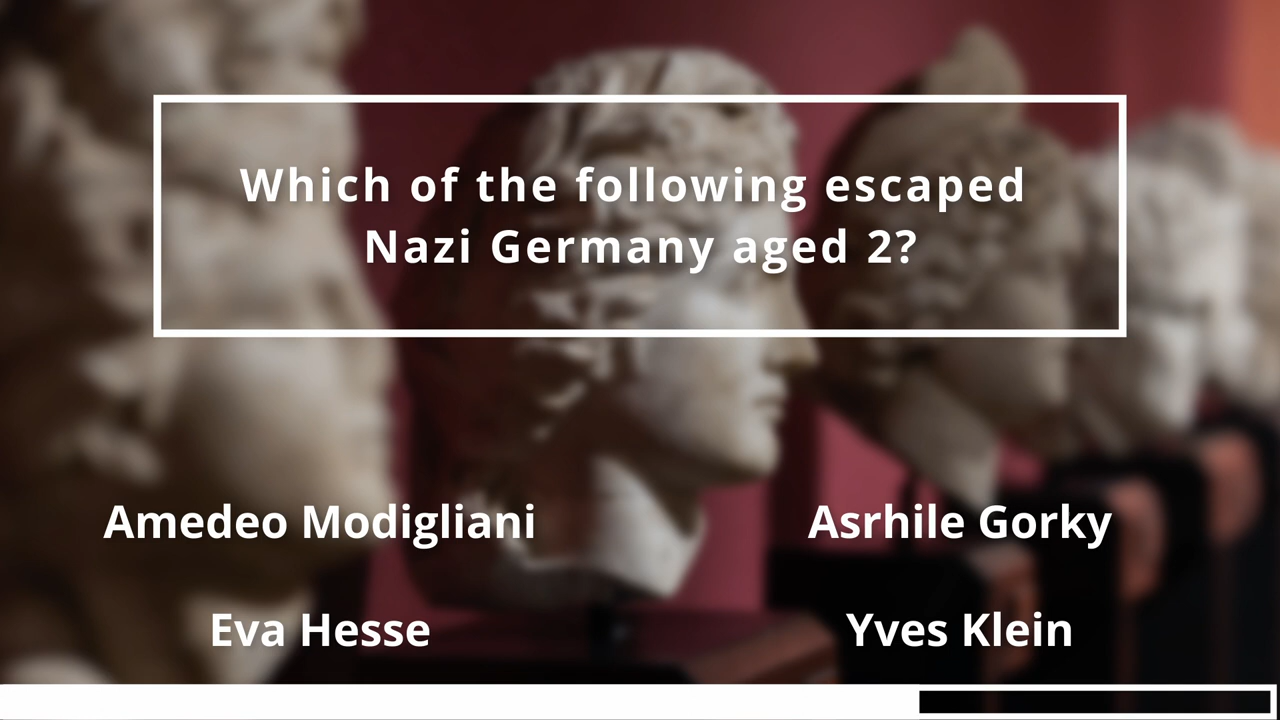 Which of the following escaped
Nazi Germany aged 2?
Amedeo Modigliani
Asrhile Gorky
Eva Hesse
Yves Klein